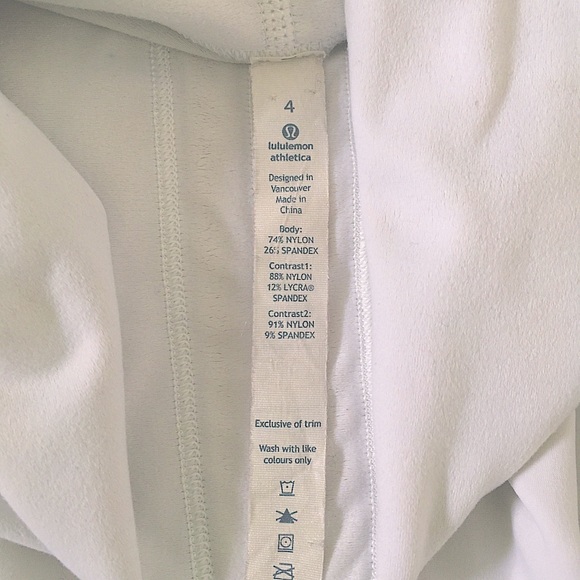 4
lululemon
athletica
Designed in
Vancouver
Made in
China
Body:
74% NYLON
26% SPANDEX
Contrast1:
88% NYLON
12% LYCRA®
SPANDEX
Contrast2:
91% NYLON
9% SPANDEX
Exclusive of trim
Wash with like
colours only